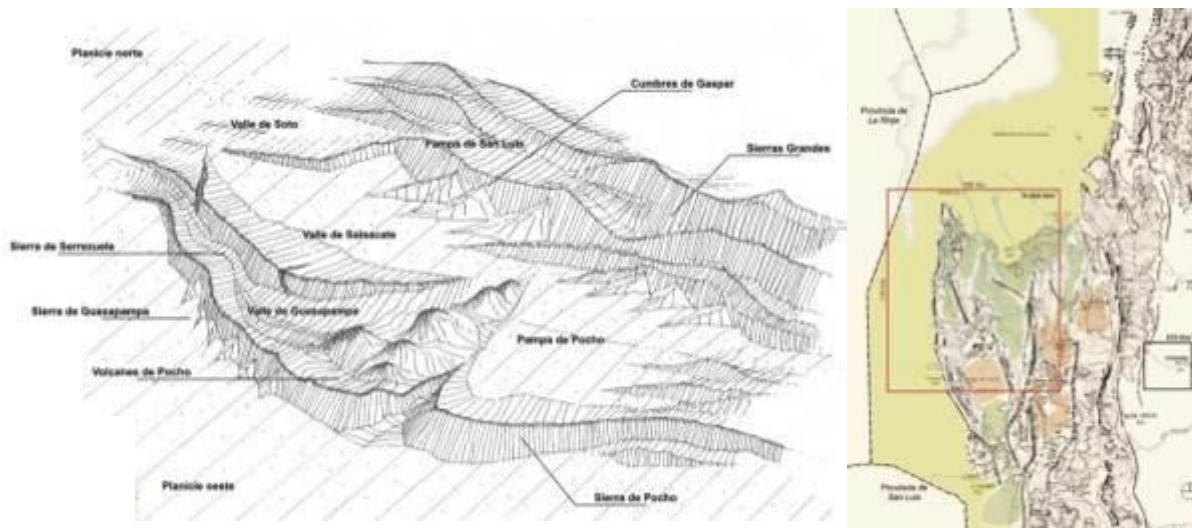 Planicie norte
Cumbres de Gaspar
Valle de Soto
Pampa de San Luis
Sierras Grandes
Valle de Salsacate
Sierra de Serrezuela
Sierra de Guasapampa
Valle de Guasapampa
Pampa de Pocho
Volcanes de Pocho
Planicie oeste
Sierra de Pocho
Provincia de
La Rioja
Provincia de
San Luis